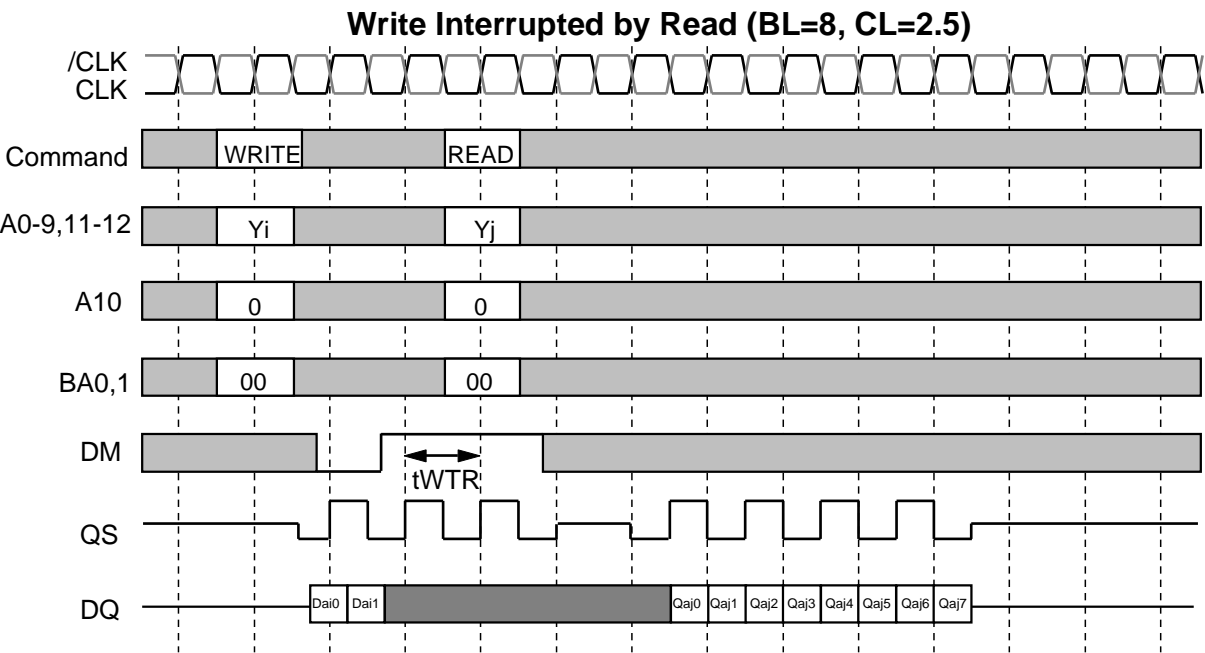 Write Interrupted by Read (BL=8, CL=2.5)
/CLK
CLK
Command WRITE READ
A0-9,11-12 Yi Yj
A10 0 0
BA0,1 00 00
DM
tWTR
QS
DQ Dai0 Dai1 Qaj0 Qaj1 Qaj2 Qaj3 Qaj4 Qaj5 Qaj6 Qaj7